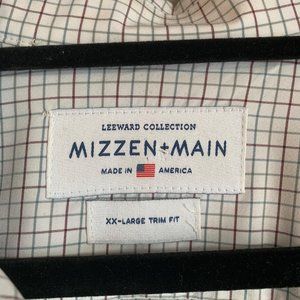 LEEWARD COLLECTION
MIZZEN+MAIN
MADE IN AMERICA
XX-LARGE TRIM FIT